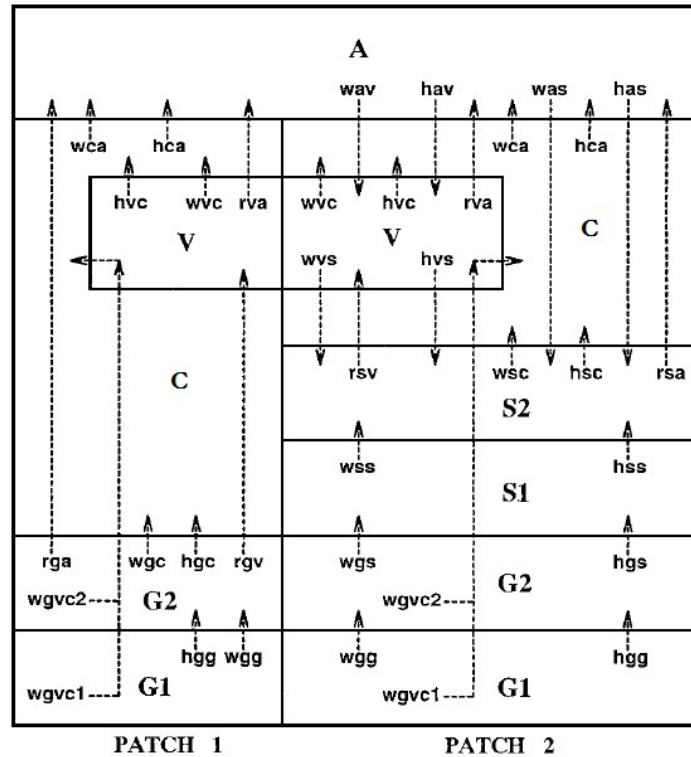 A
wav hav was has
wca hca wca hca
hvc wvc rva wvc hvc rva
V V C
wvs hvs
rsv wsc hsc rsa
C S2
wss hss
S1
rga wgc hgc rgv wgs hgs
wgvc2 G2 wgvc2 G2
hgg wgg wgg hgg
wgvc1 G1 wgvc1 G1
PATCH 1 PATCH 2